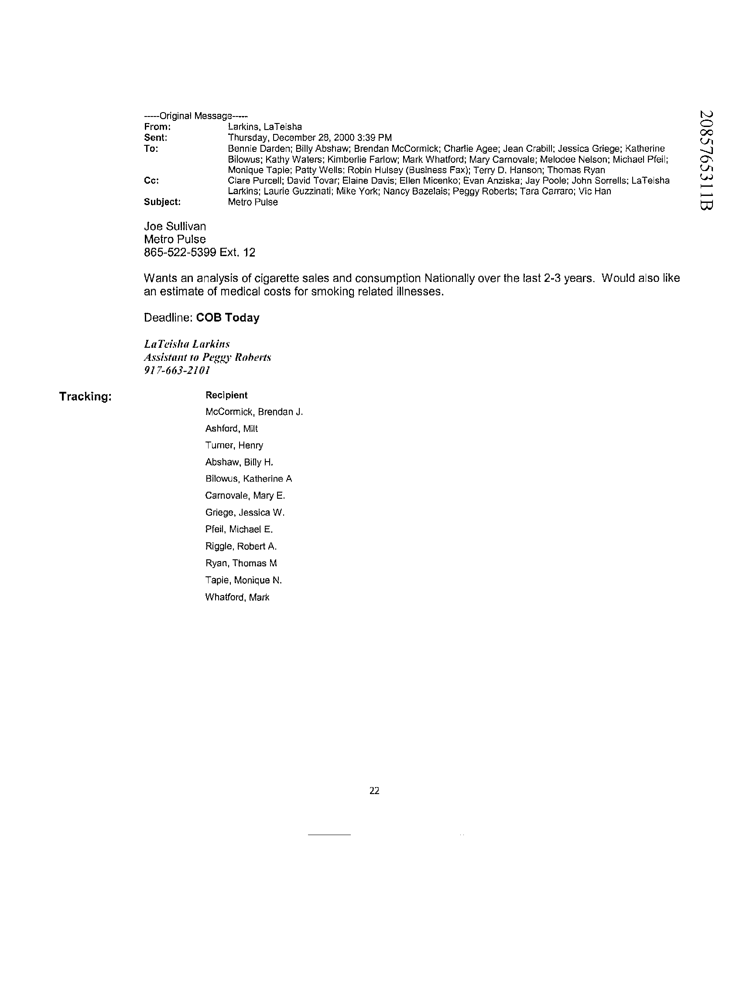 -----Original Message-----
From: Larkins, LaTeisha
Sent: Thursday, December 28, 2000 3:39 PM
To: Bennie Darden; Billy Abshaw; Brendan McCormick; Charlie Agee; Jean Crabill; Jessica Griege; Katherine
Bilowus; Kathy Waters; Kimberlie Farlow; Mark Whatford; Mary Carnovale; Melodee Nelson; Michael Pfeil;
Monique Tapie; Patty Wells; Robin Hulsey (Business Fax); Terry D. Hanson; Thomas Ryan
Cc: Clare Purcell; David Tovar; Elaine Davis; Ellen Micenko; Evan Anziska; Jay Poole; John Sorrells; LaTeisha
Larkins; Laurie Guzzinati; Mike York; Nancy Bazelais; Peggy Roberts; Tara Carraro; Vic Han
Subject: Metro Pulse
Joe Sullivan
Metro Pulse
865-522-5399 Ext. 12
Wants an analysis of cigarette sales and consumption Nationally over the last 2-3 years. Would also like
an estimate of medical costs for smoking related illnesses.
Deadline: COB Today
LaTeisha Larkins
Assistant to Peggy Roberts
917-663-2101
Tracking: Recipient
McCormick, Brendan J.
Ashford, Milt
Turner, Henry
Abshaw, Billy H.
Bilowus, Katherine A
Carnovale, Mary E.
Griege, Jessica W.
Pfeil, Michael E.
Riggle, Robert A.
Ryan, Thomas M
Tapie, Monique N.
Whatford, Mark
22
2085765311B